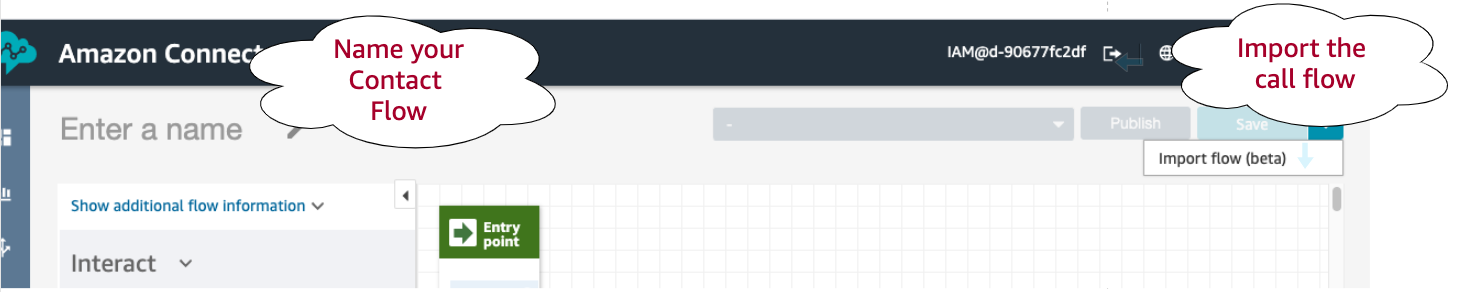 Amazon Connect
Name your
Contact
Flow
IAM@d-90677fc2df
Import the
call flow
Enter a name
-
Publish
Save
Import flow (beta)
Show additional flow information
Entry
point
Interact